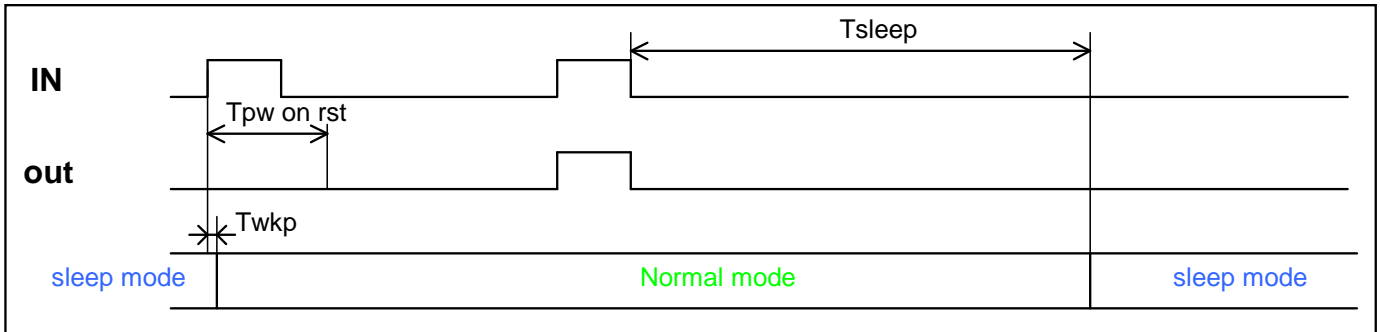 Tsleep
IN
Tpw on rst
out
Twkp
sleep mode Normal mode sleep mode